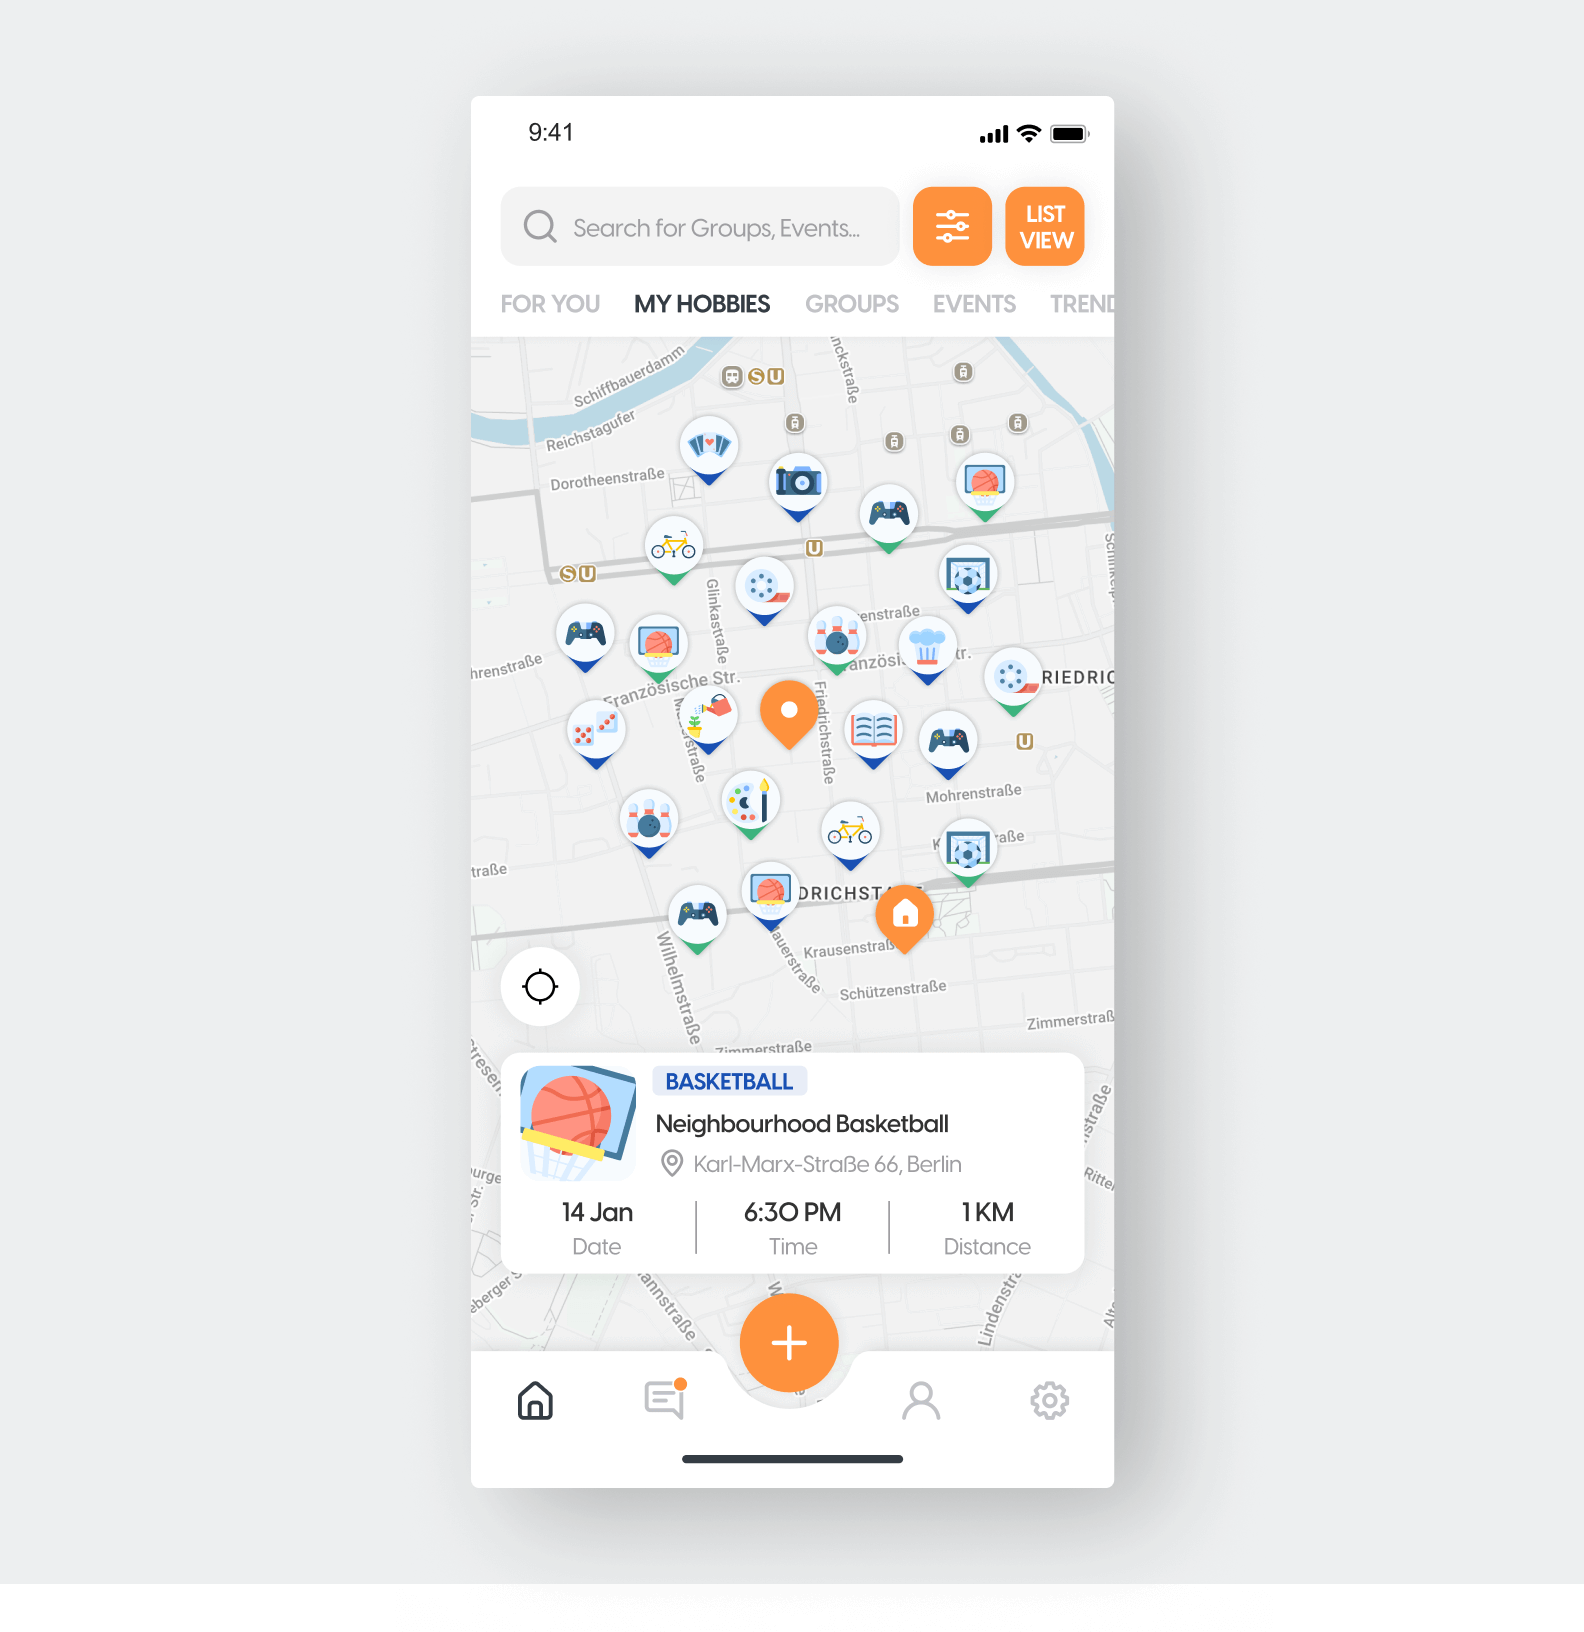 9:41
Search for Groups, Events...
LIST
VIEW
FOR YOU
MY HOBBIES
GROUPS
EVENTS
TREND
Schiffbauerdamm
S U
Reichstagufer
Dorotheenstraße
U
S U
Glinkastraße
Französische Str.
Friedrichstraße
RIEDRIC
U
Mohrenstraße
DRICHST
Krausenstraß
Wilhelmstraße
Schützenstraße
Zimmerstraß
Zimmerstraße
BASKETBALL
Neighbourhood Basketball
Karl-Marx-Straße 66, Berlin
14 Jan
Date
6:30 PM
Time
1 KM
Distance